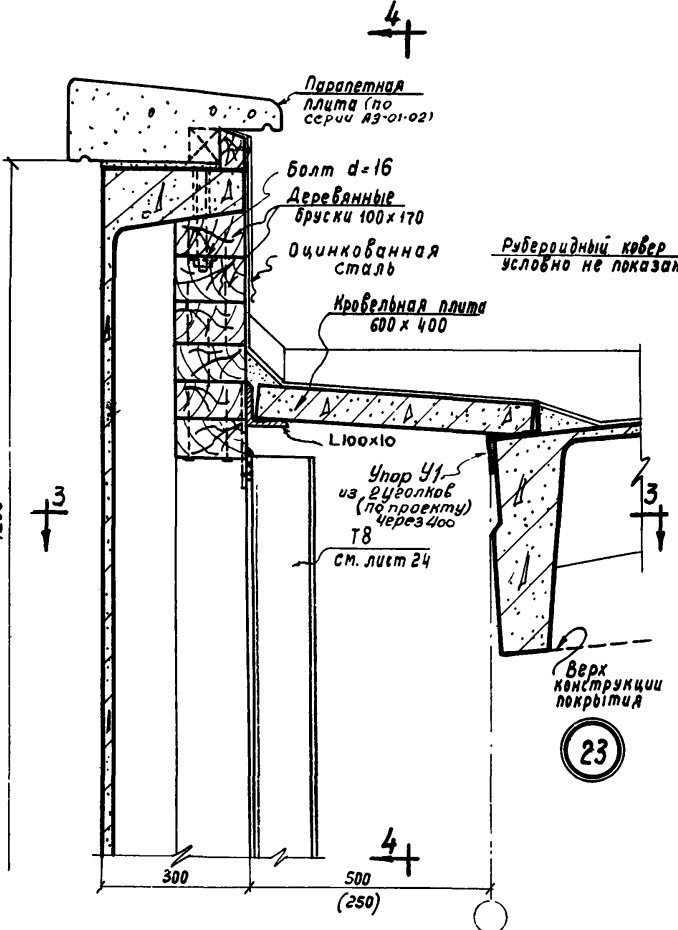 4
Парапетная
плита (по
серии АЭ-01-02)
Болт d=16
Деревянные
бруски 100×170
Оцинкованная
сталь
Рубероидный ковер
условно не показан
Кровельная плита
600 × 400
L100×10
Упор У1
из 2 уголков
(по проекту)
через 400
3
3
Т8
см. лист 24
Верх
конструкции
покрытия
23
4
300
500
(250)